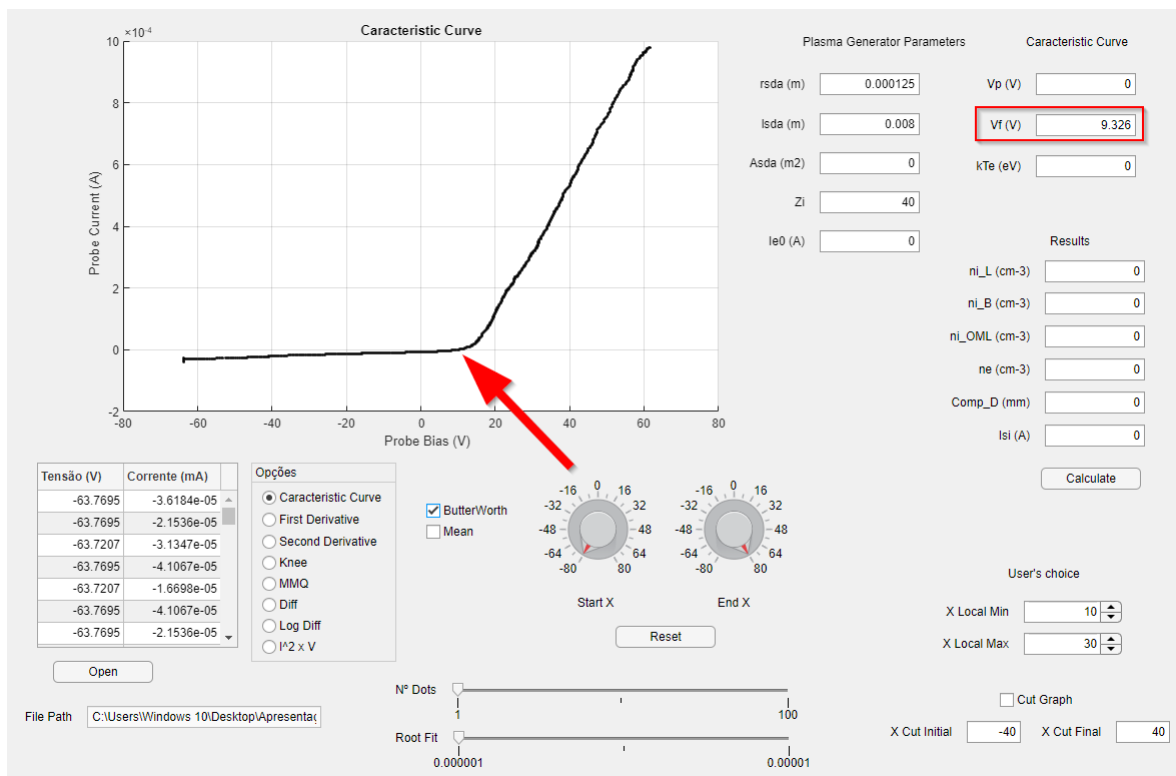 Caracteristic Curve
×10-4
10
8
6
4
2
0
-2
Probe Current (A)
-80 -60 -40 -20 0 20 40 60 80
Probe Bias (V)
Plasma Generator Parameters
rsda (m) 0.000125
lsda (m) 0.008
Asda (m2) 0
Zi 40
Ie0 (A) 0
Caracteristic Curve
Vp (V) 0
Vf (V) 9.326
kTe (eV) 0
Results
ni_L (cm-3) 0
ni_B (cm-3) 0
ni_OML (cm-3) 0
ne (cm-3) 0
Comp_D (mm) 0
Isi (A) 0
Calculate
Tensão (V) Corrente (mA)
-63.7695 -3.6184e-05
-63.7695 -2.1536e-05
-63.7207 -3.1347e-05
-63.7695 -4.1067e-05
-63.7207 -1.6698e-05
-63.7695 -4.1067e-05
-63.7695 -2.1536e-05
Open
File Path C:\Users\Windows 10\Desktop\Apresentaç
Opções
Caracteristic Curve
First Derivative
Second Derivative
Knee
MMQ
Diff
Log Diff
I^2 x V
ButterWorth
Mean
-80 -64 -48 -32 -16 0 16 32 48 64 80
Start X
-80 -64 -48 -32 -16 0 16 32 48 64 80
End X
Reset
Nº Dots
1 100
Root Fit
0.000001 0.00001
User's choice
X Local Min 10
X Local Max 30
Cut Graph
X Cut Initial -40 X Cut Final 40